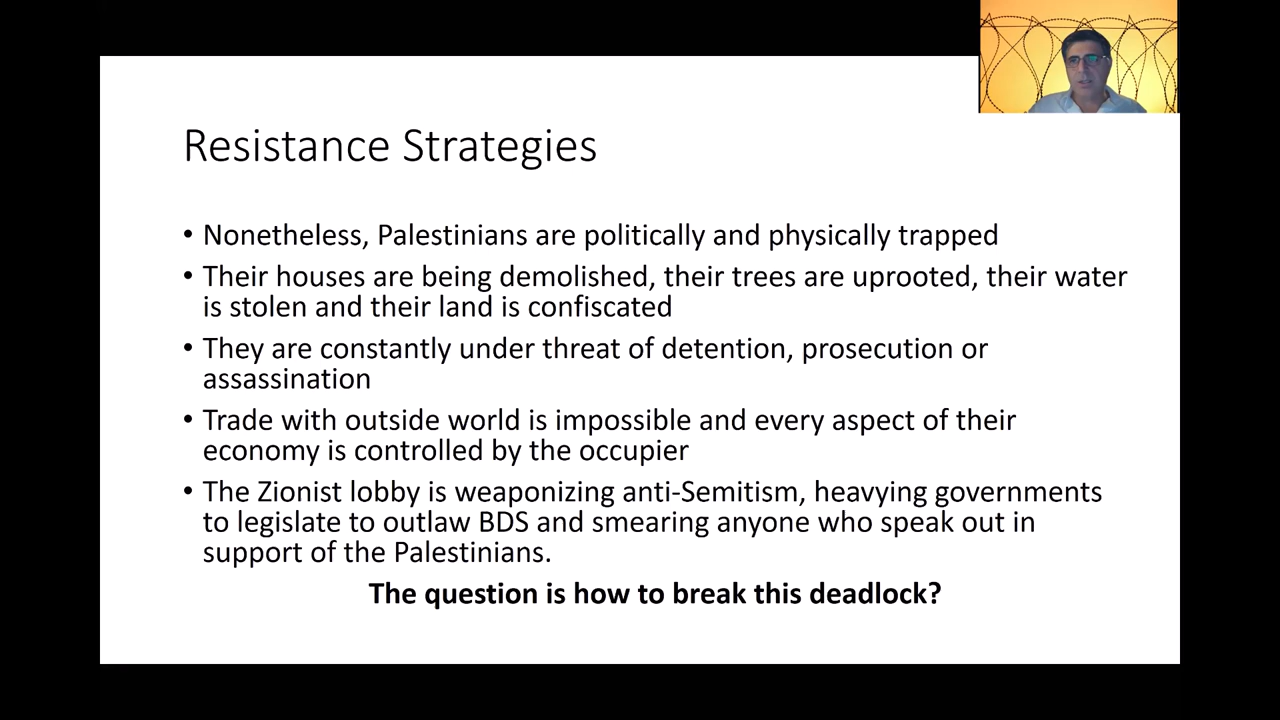 Resistance Strategies
• Nonetheless, Palestinians are politically and physically trapped
• Their houses are being demolished, their trees are uprooted, their water
is stolen and their land is confiscated
• They are constantly under threat of detention, prosecution or
assassination
• Trade with outside world is impossible and every aspect of their
economy is controlled by the occupier
• The Zionist lobby is weaponizing anti-Semitism, heavying governments
to legislate to outlaw BDS and smearing anyone who speak out in
support of the Palestinians.
The question is how to break this deadlock?